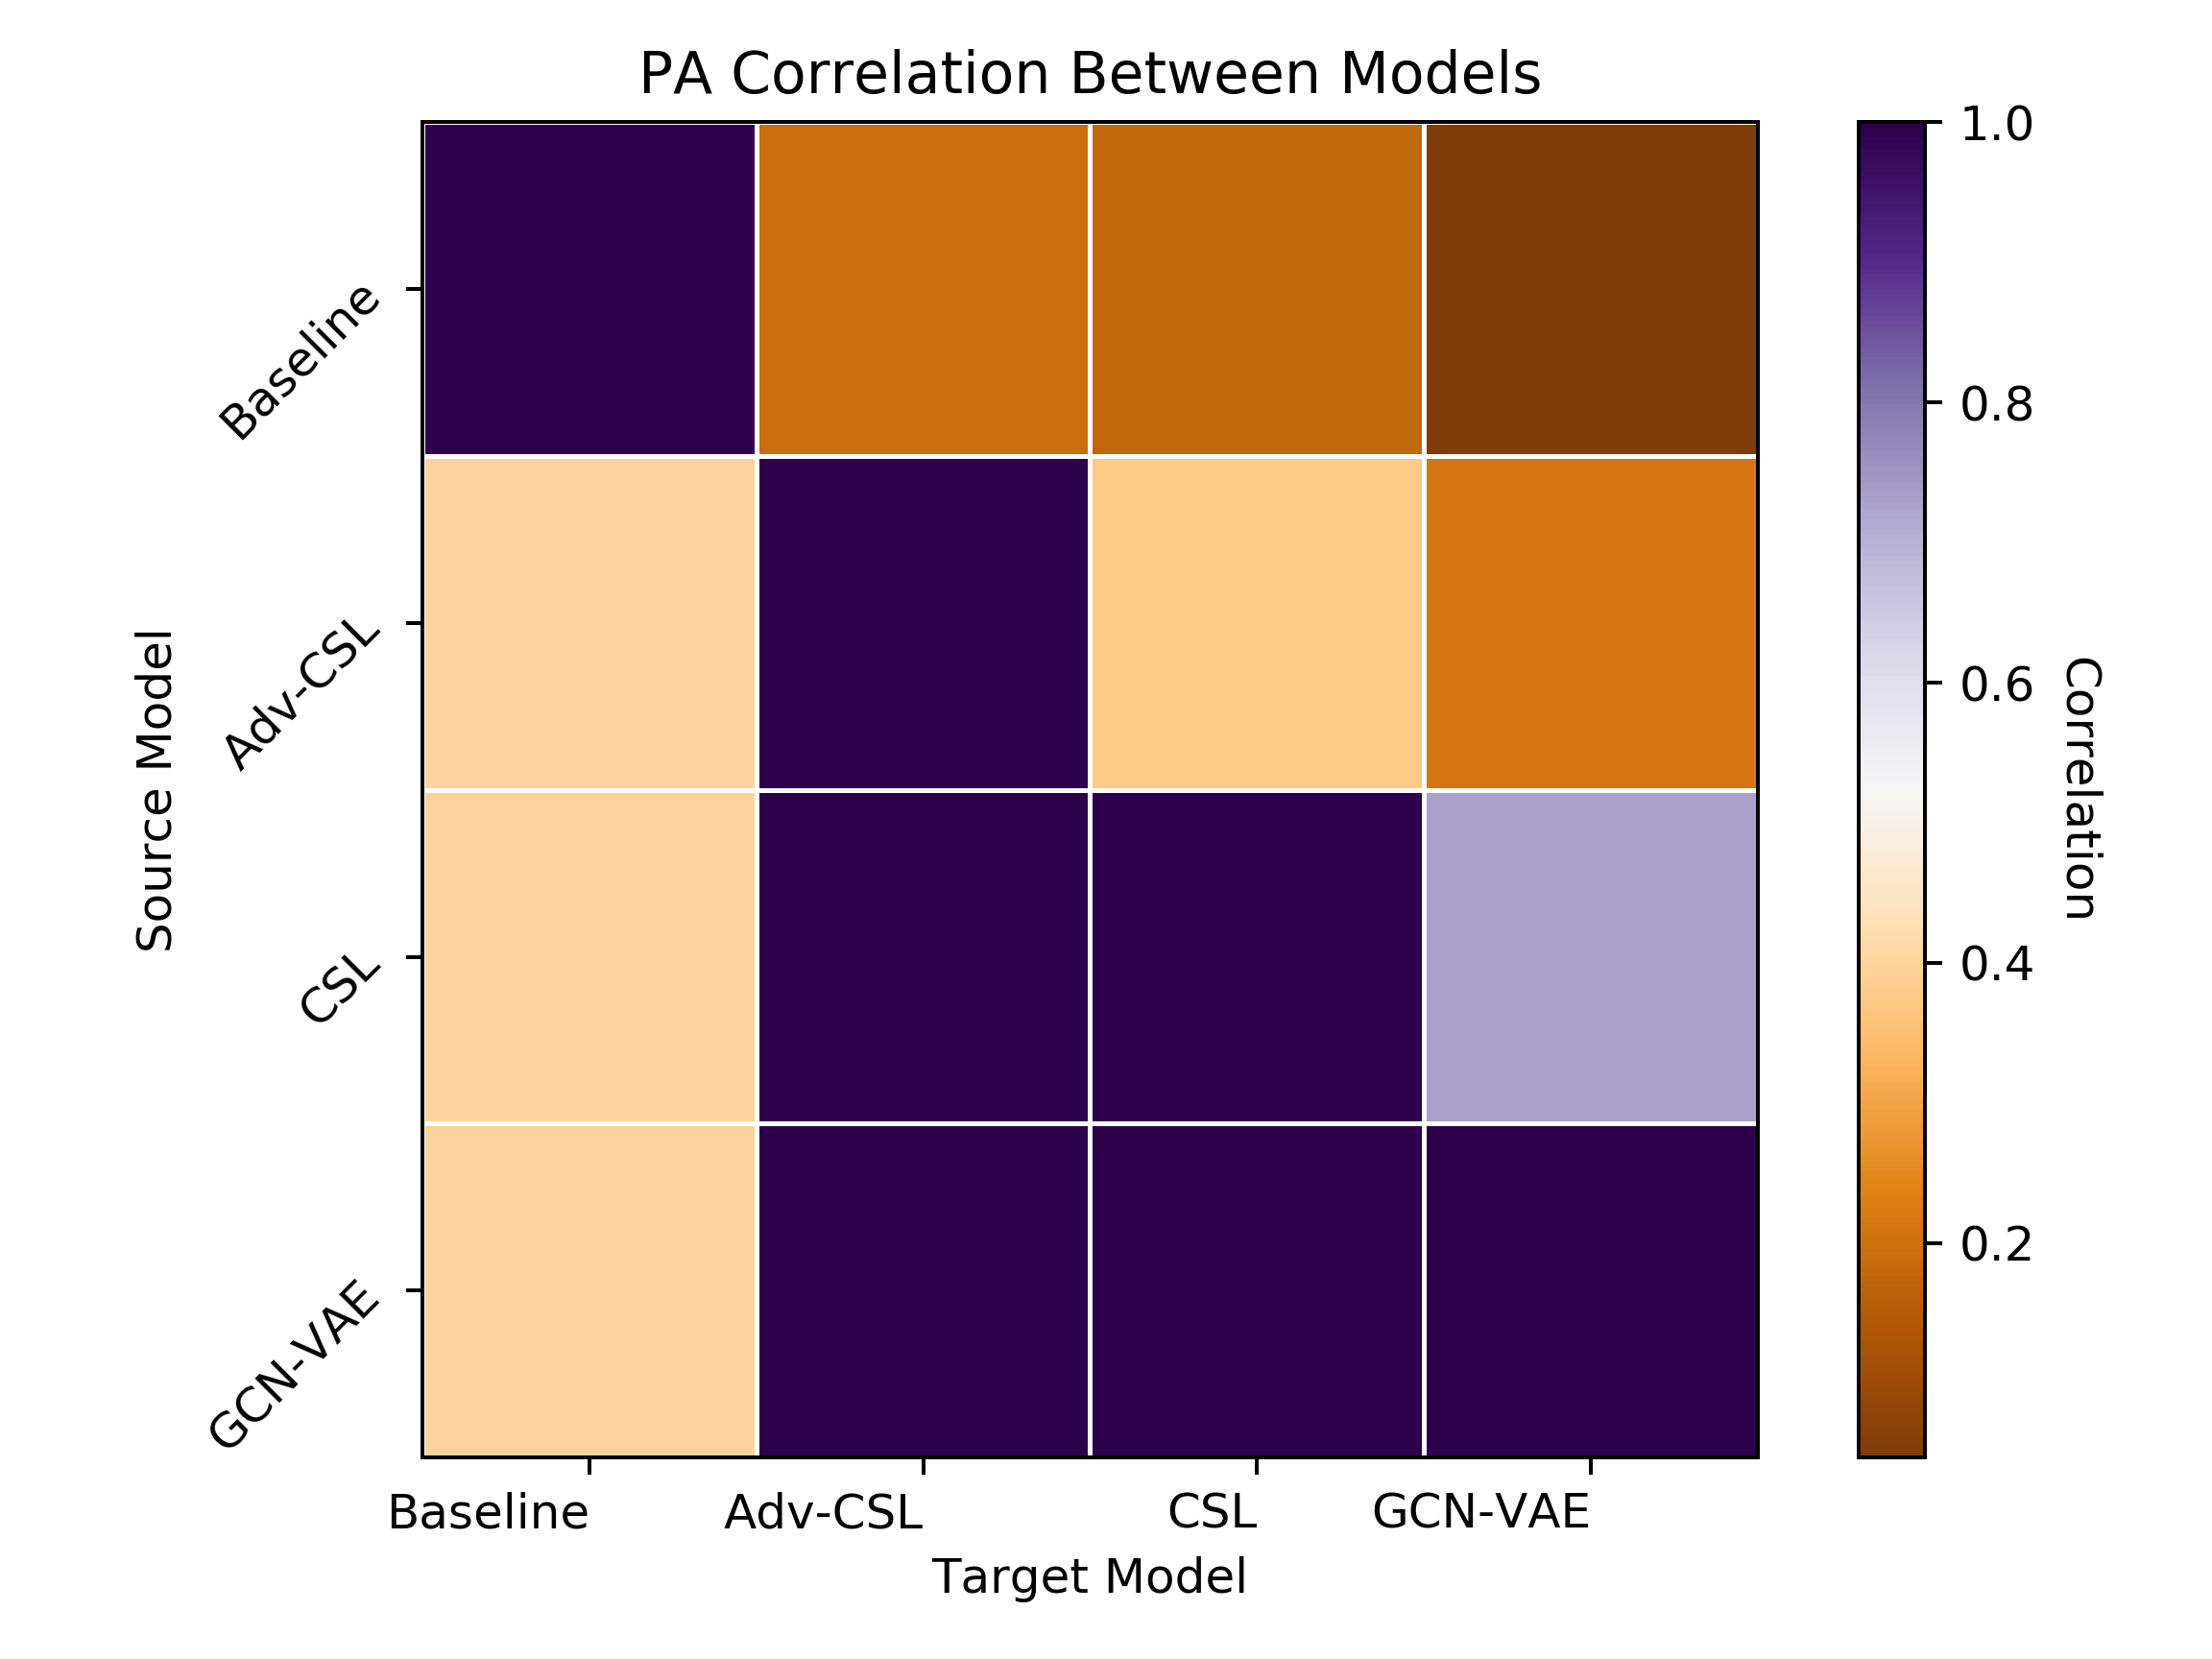 PA Correlation Between Models
Source Model
Baseline
Adv-CSL
CSL
GCN-VAE
Baseline
Adv-CSL
CSL
GCN-VAE
Target Model
1.0
0.8
0.6
0.4
0.2
Correlation